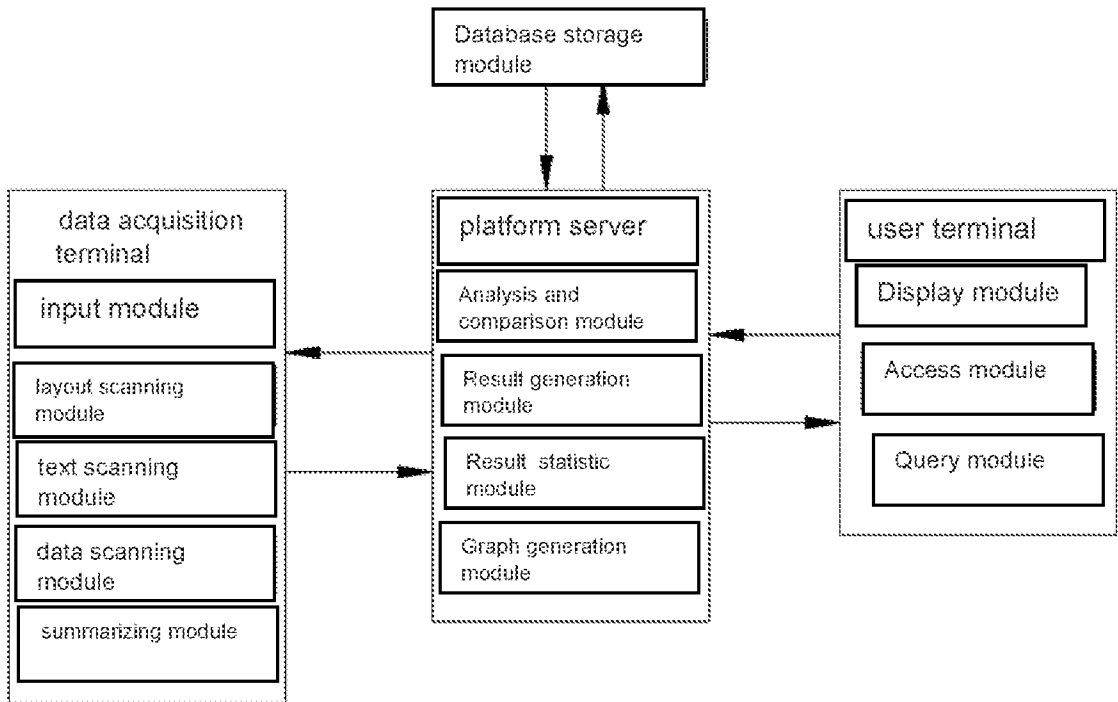 Database storage
module
data acquisition
terminal
input module
layout scanning
module
text scanning
module
data scanning
module
summarizing module
platform server
Analysis and
comparison module
Result generation
module
Result statistic
module
Graph generation
module
user terminal
Display module
Access module
Query module